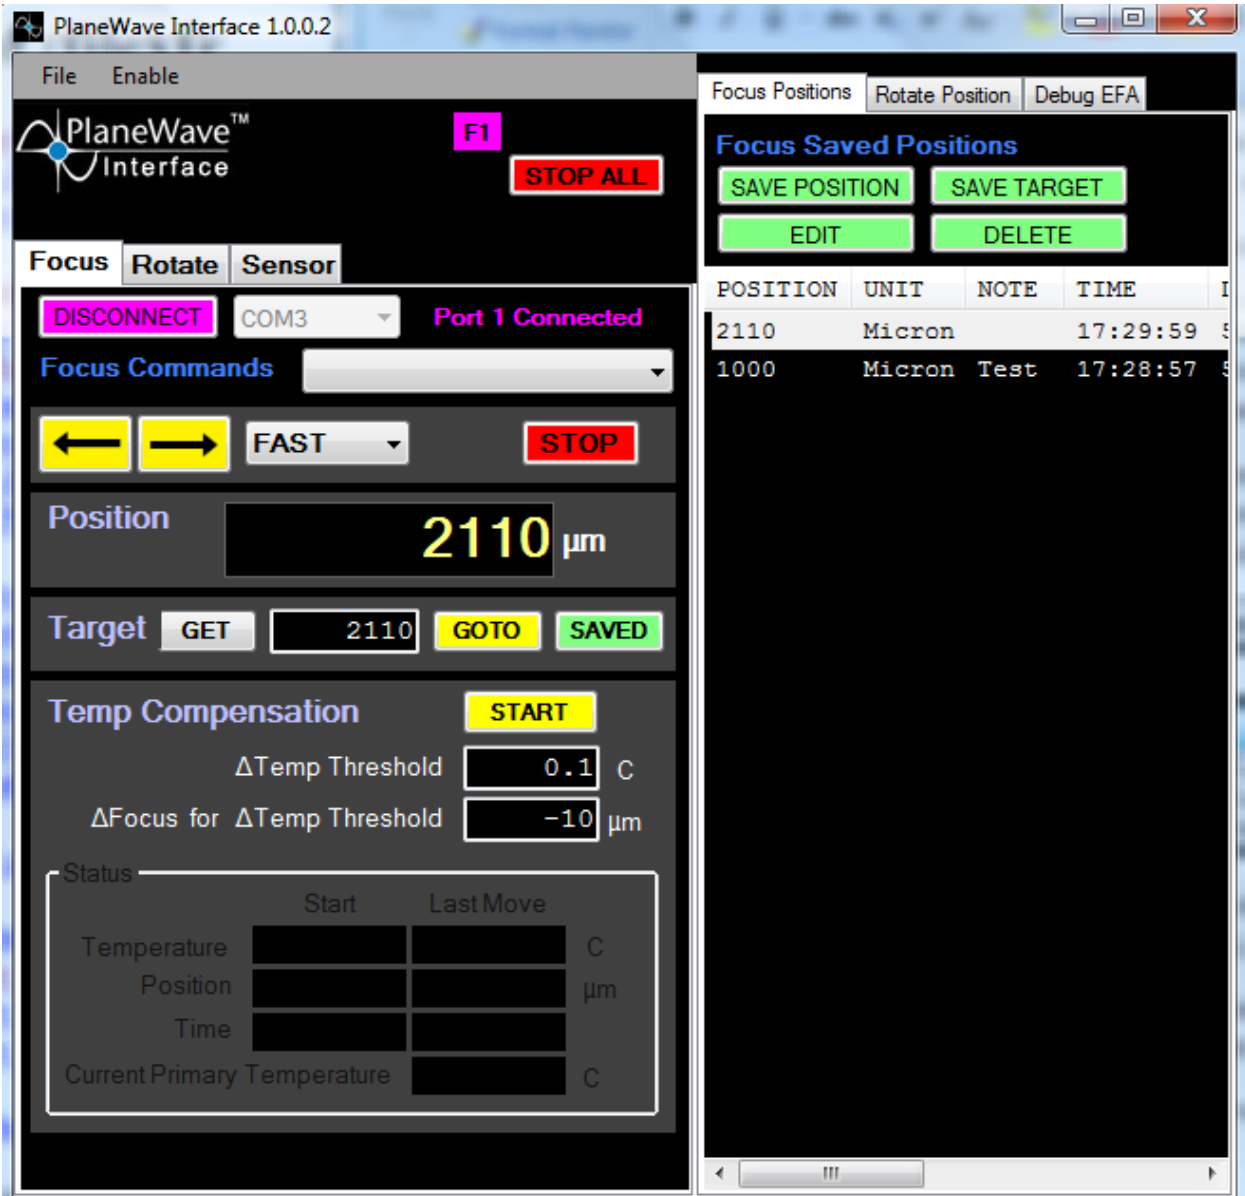 PlaneWave Interface 1.0.0.2
File Enable
PlaneWave™
Interface
F1
STOP ALL
Focus Rotate Sensor
DISCONNECT COM3 Port 1 Connected
Focus Commands
FAST STOP
Position 2110 µm
Target GET 2110 GOTO SAVED
Temp Compensation START
ΔTemp Threshold 0.1 C
ΔFocus for ΔTemp Threshold -10 µm
Status
Start Last Move
Temperature C
Position µm
Time
Current Primary Temperature C
Focus Positions Rotate Position Debug EFA
Focus Saved Positions
SAVE POSITION SAVE TARGET
EDIT DELETE
POSITION UNIT NOTE TIME
2110 Micron 17:29:59
1000 Micron Test 17:28:57